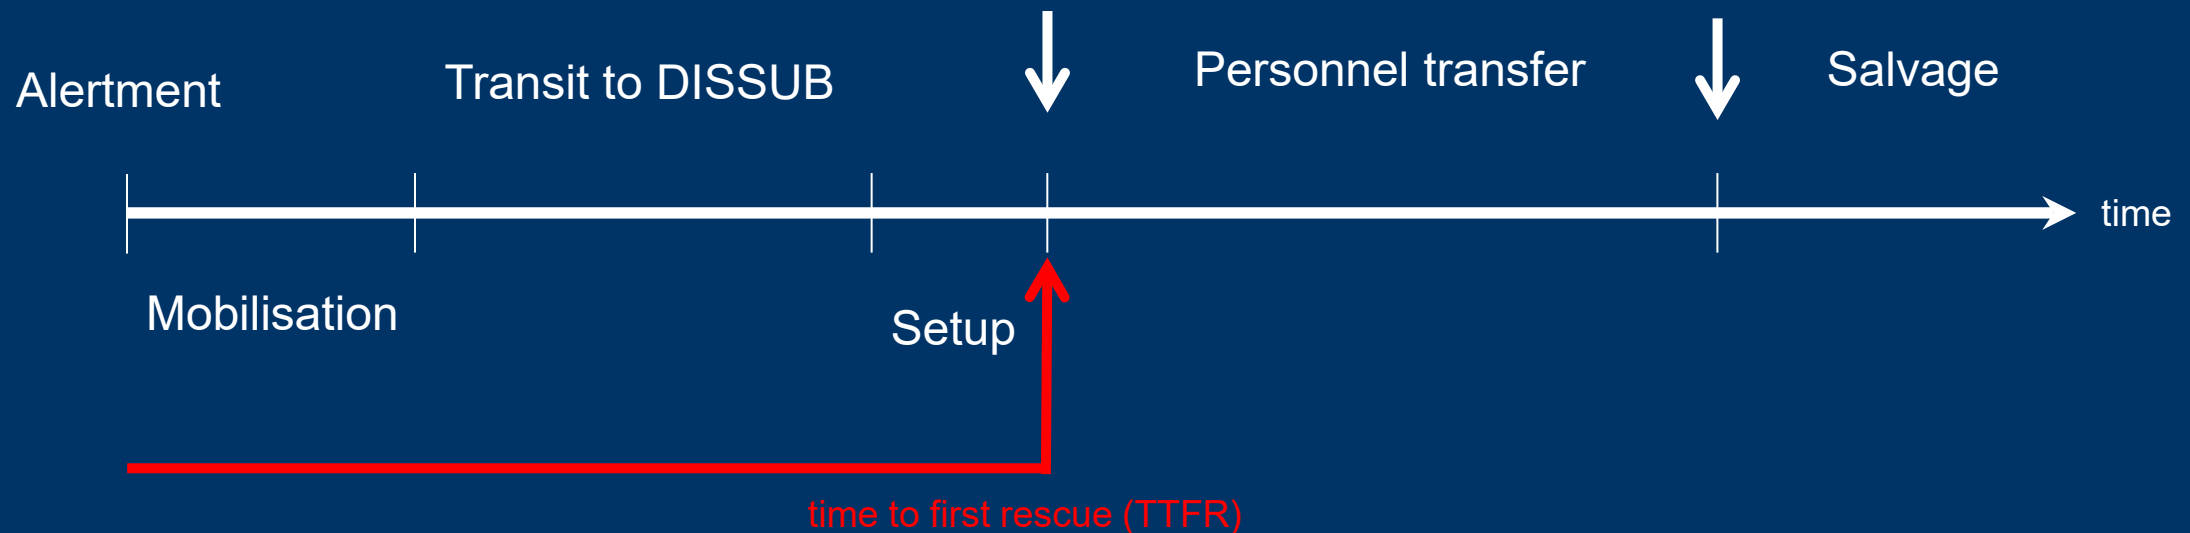 Alertment
Transit to DISSUB
Personnel transfer
Salvage
time
Mobilisation
Setup
time to first rescue (TTFR)